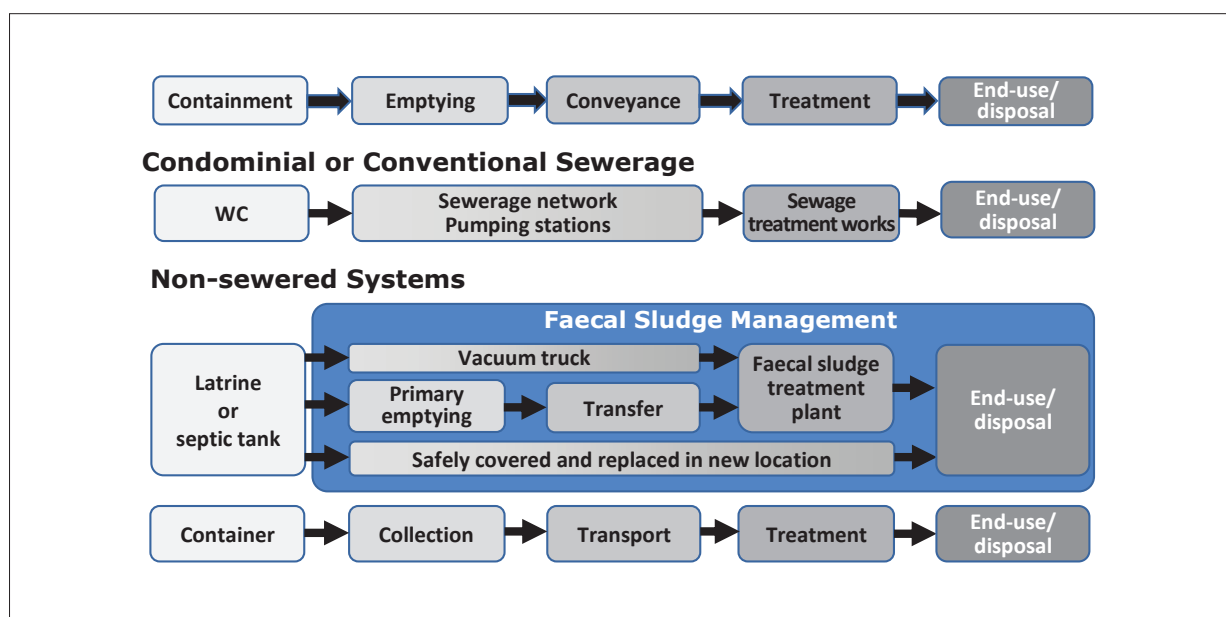 Containment
Emptying
Conveyance
Treatment
End-use/
disposal
Condominial or Conventional Sewerage
WC
Sewerage network
Pumping stations
Sewage
treatment works
End-use/
disposal
Non-sewered Systems
Faecal Sludge Management
Latrine
or
septic tank
Vacuum truck
Primary
emptying
Transfer
Faecal sludge
treatment
plant
Safely covered and replaced in new location
End-use/
disposal
Container
Collection
Transport
Treatment
End-use/
disposal